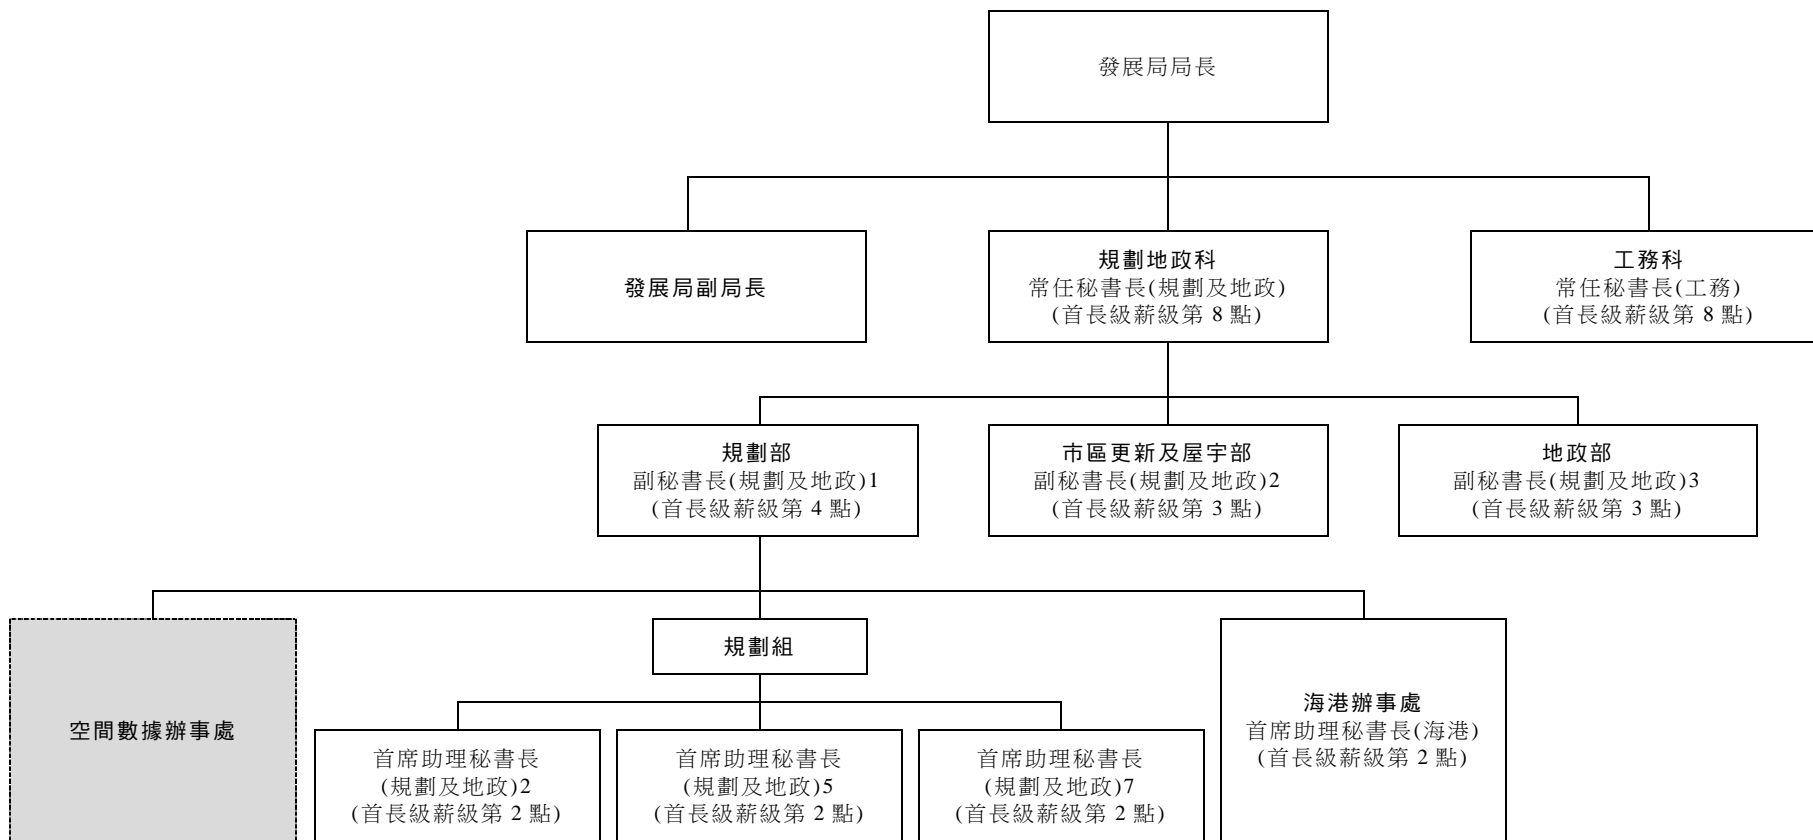 發展局局長
發展局副局長
規劃地政科
常任秘書長(規劃及地政)
(首長級薪級第 8 點)
工務科
常任秘書長(工務)
(首長級薪級第 8 點)
規劃部
副秘書長(規劃及地政)1
(首長級薪級第 4 點)
市區更新及屋宇部
副秘書長(規劃及地政)2
(首長級薪級第 3 點)
地政部
副秘書長(規劃及地政)3
(首長級薪級第 3 點)
空間數據辦事處
規劃組
首席助理秘書長
(規劃及地政)2
(首長級薪級第 2 點)
首席助理秘書長
(規劃及地政)5
(首長級薪級第 2 點)
首席助理秘書長
(規劃及地政)7
(首長級薪級第 2 點)
海港辦事處
首席助理秘書長(海港)
(首長級薪級第 2 點)